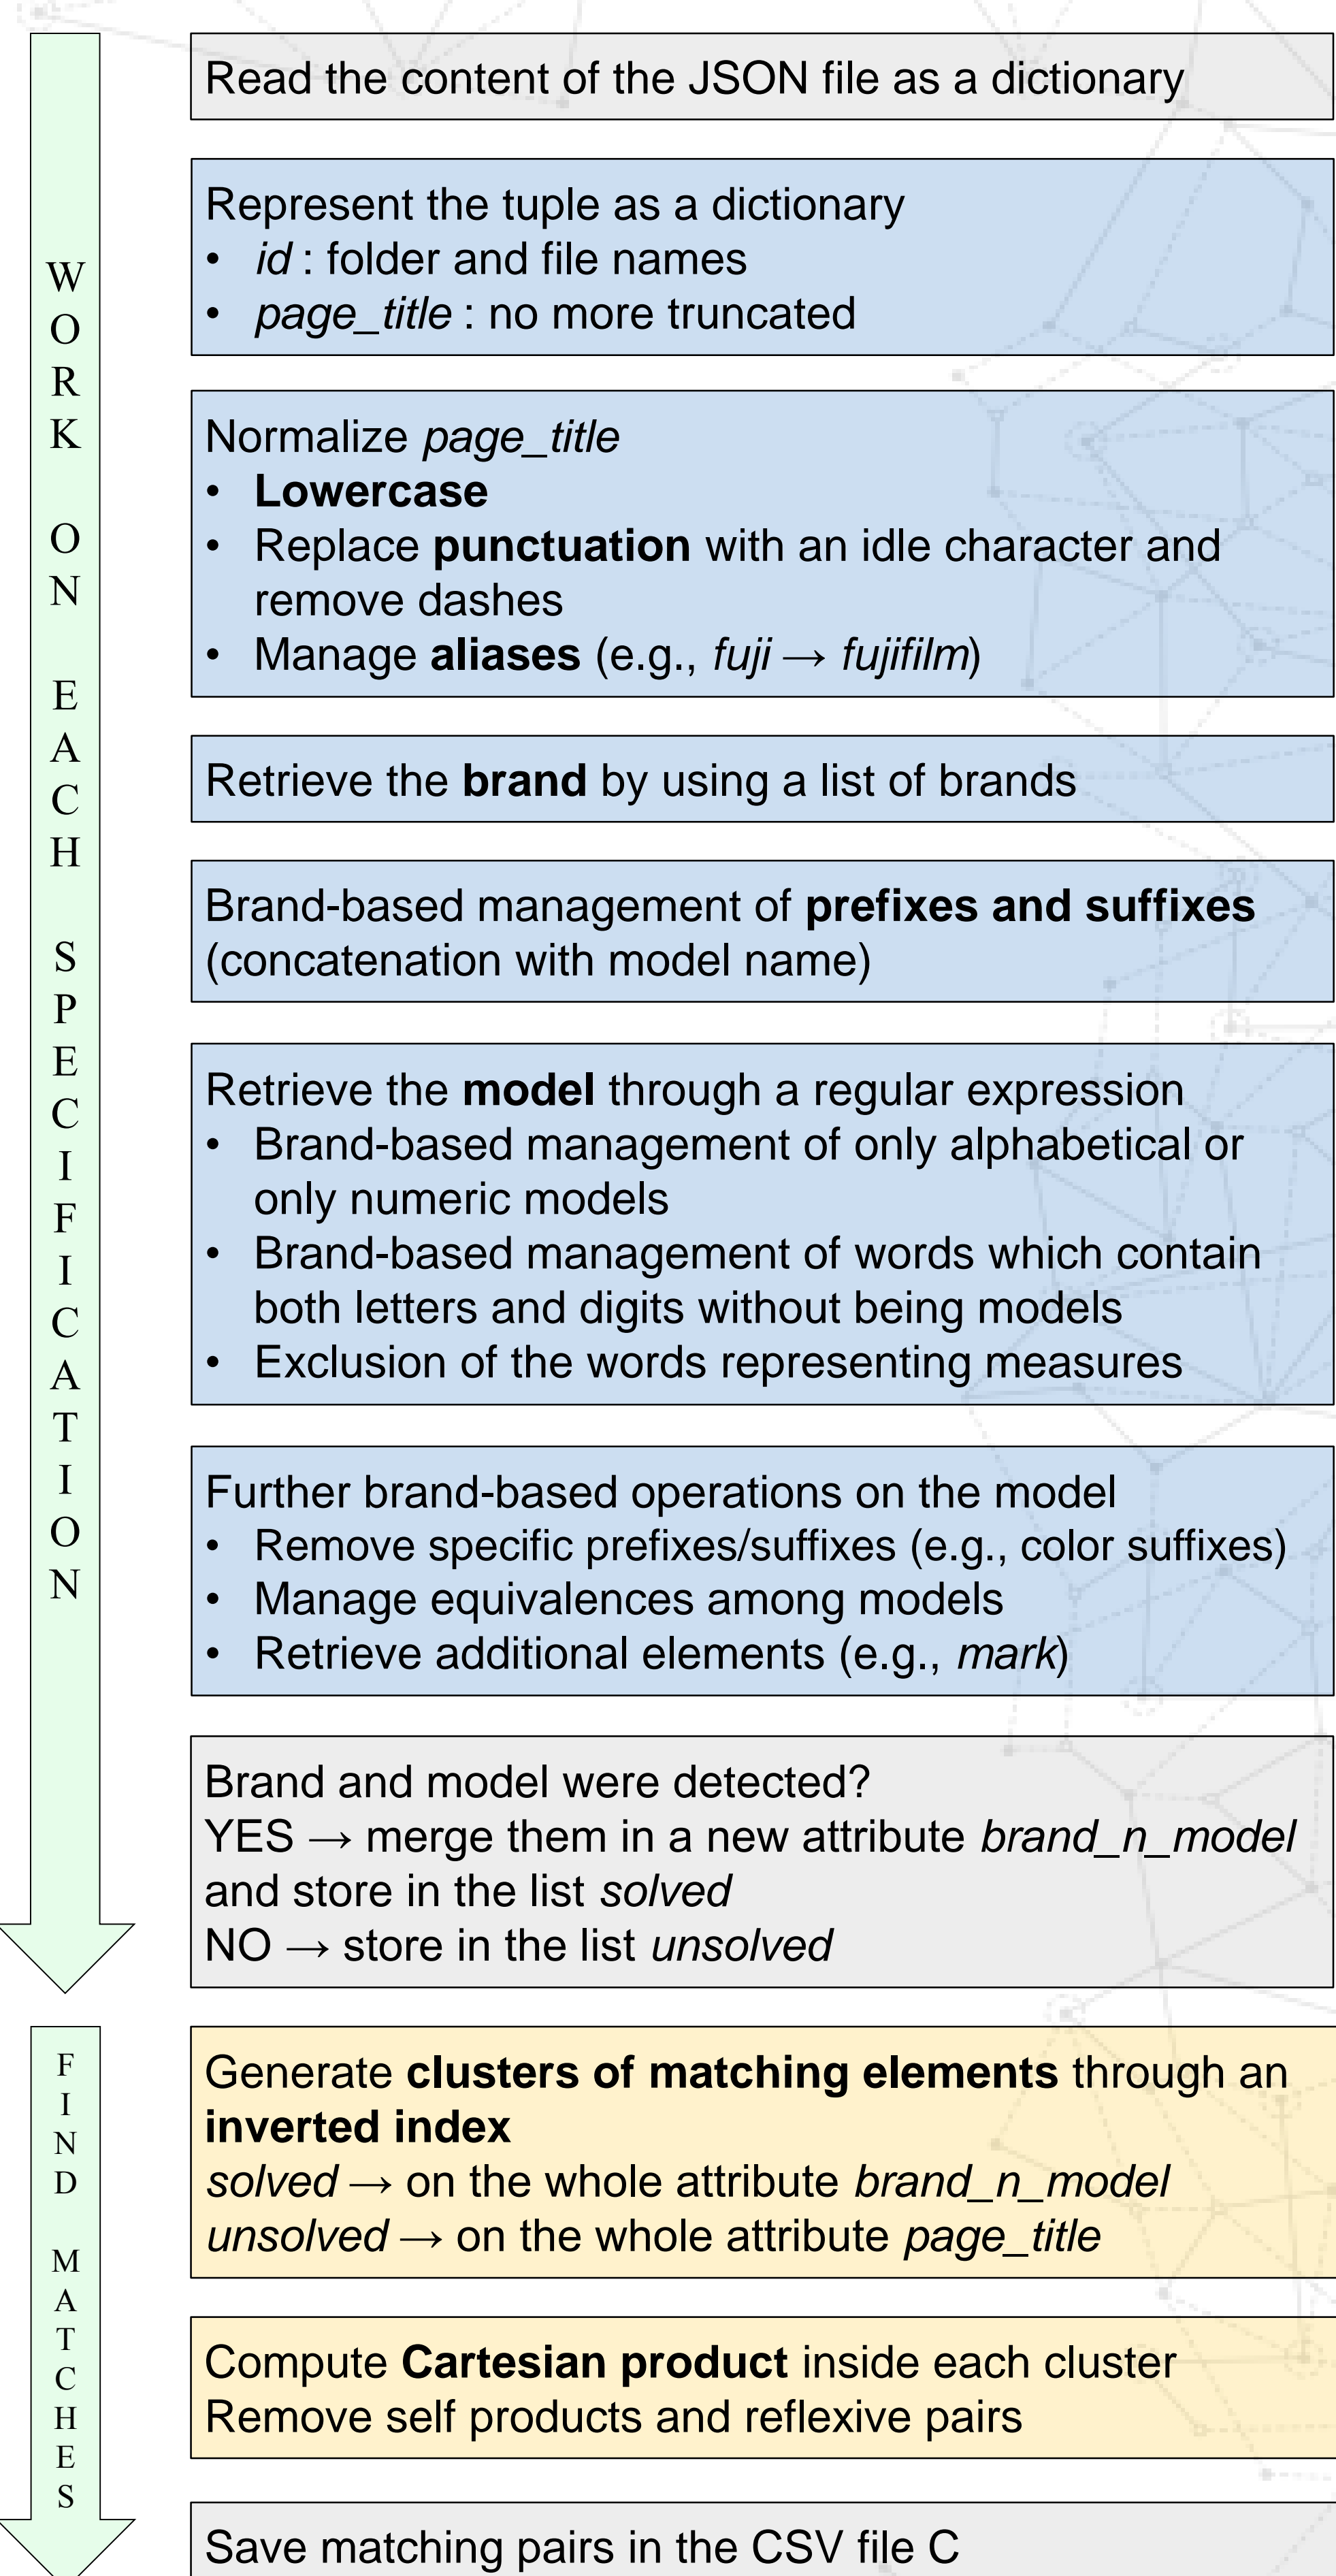 WORK ON EACH SPECIFICATION
Read the content of the JSON file as a dictionary
Represent the tuple as a dictionary
• id : folder and file names
• page_title : no more truncated
Normalize page_title
• Lowercase
• Replace punctuation with an idle character and
remove dashes
• Manage aliases (e.g., fuji → fujifilm)
Retrieve the brand by using a list of brands
Brand-based management of prefixes and suffixes
(concatenation with model name)
Retrieve the model through a regular expression
• Brand-based management of only alphabetical or
only numeric models
• Brand-based management of words which contain
both letters and digits without being models
• Exclusion of the words representing measures
Further brand-based operations on the model
• Remove specific prefixes/suffixes (e.g., color suffixes)
• Manage equivalences among models
• Retrieve additional elements (e.g., mark)
Brand and model were detected?
YES → merge them in a new attribute brand_n_model
and store in the list solved
NO → store in the list unsolved
FIND MATCHES
Generate clusters of matching elements through an
inverted index
solved → on the whole attribute brand_n_model
unsolved → on the whole attribute page_title
Compute Cartesian product inside each cluster
Remove self products and reflexive pairs
Save matching pairs in the CSV file C